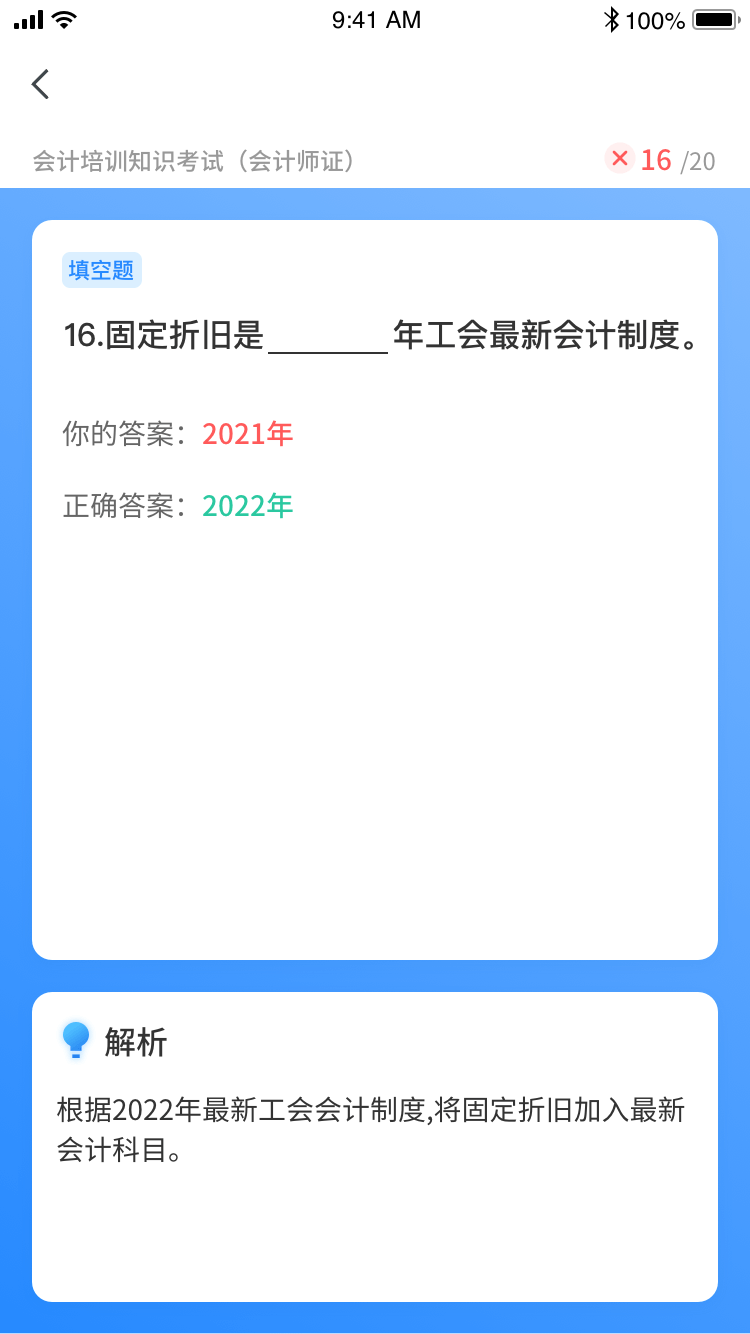 9:41 AM
100%
会计培训知识考试（会计师证）
16 /20
填空题
16.固定折旧是________年工会最新会计制度。
你的答案：2021年
正确答案：2022年
解析
根据2022年最新工会会计制度,将固定折旧加入最新
会计科目。